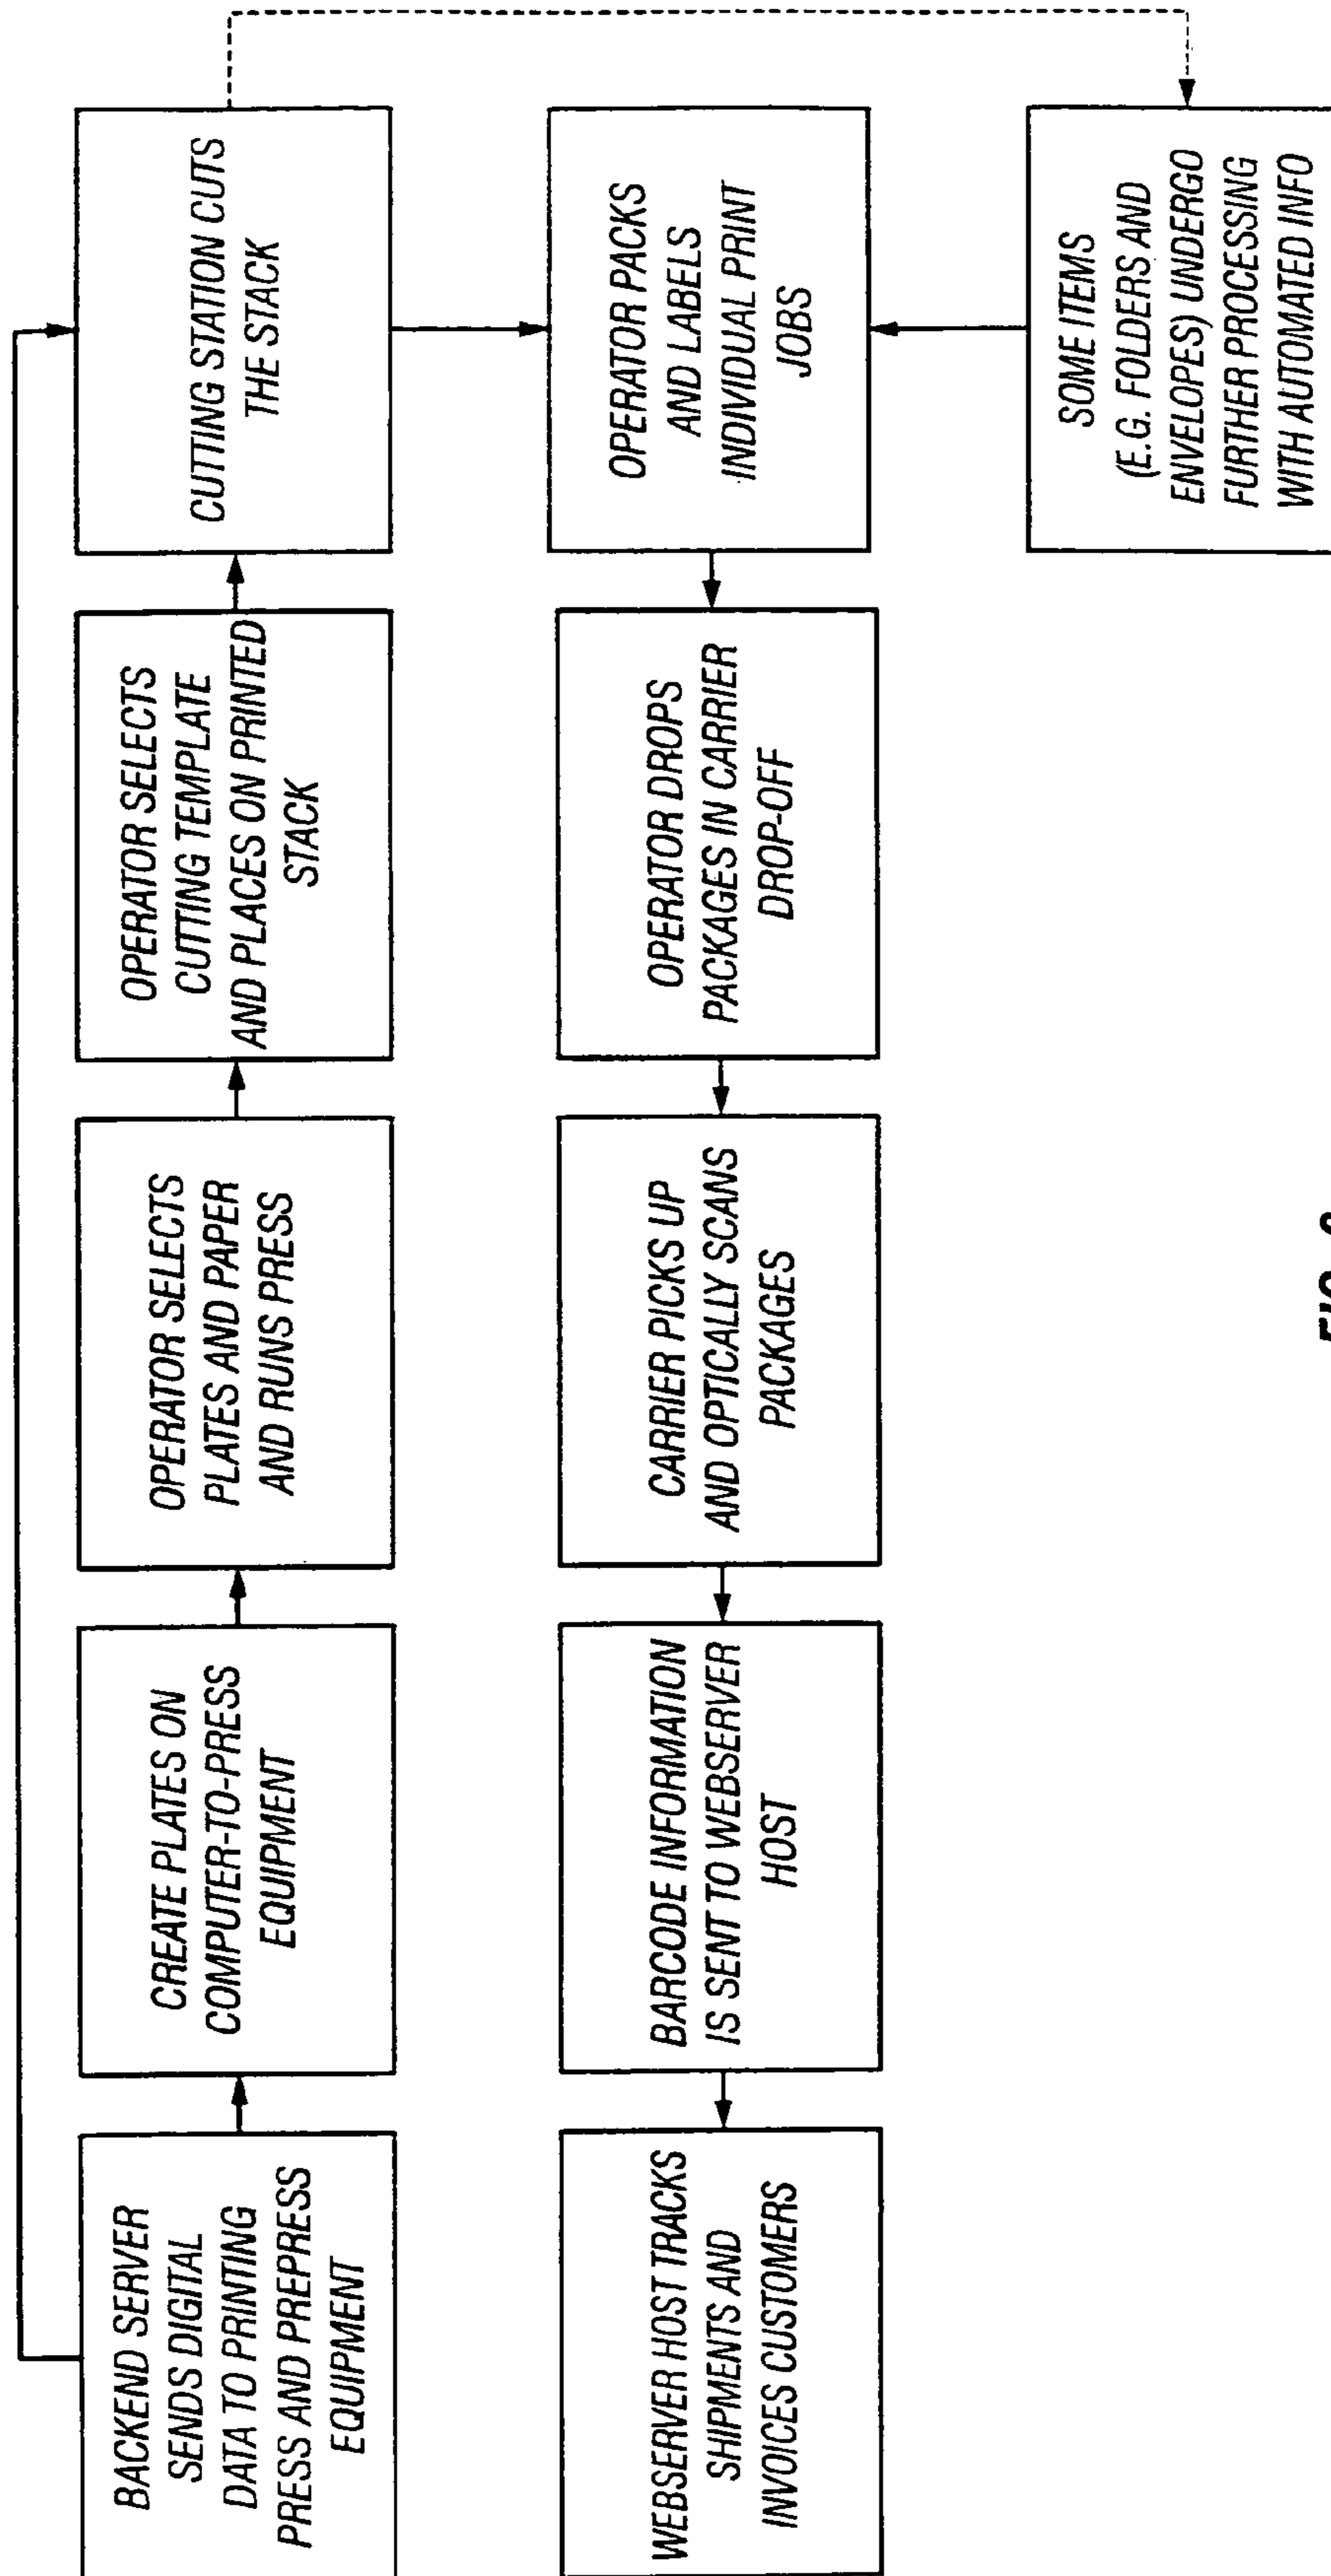 BACKEND SERVER
SENDS DIGITAL
DATA TO PRINTING
PRESS AND PREPRESS
EQUIPMENT
CREATE PLATES ON
COMPUTER-TO-PRESS
EQUIPMENT
OPERATOR SELECTS
PLATES AND PAPER
AND RUNS PRESS
OPERATOR SELECTS
CUTTING TEMPLATE
AND PLACES ON PRINTED
STACK
CUTTING STATION CUTS
THE STACK
WEBSERVER HOST TRACKS
SHIPMENTS AND
INVOICES CUSTOMERS
BARCODE INFORMATION
IS SENT TO WEBSERVER
HOST
CARRIER PICKS UP
AND OPTICALLY SCANS
PACKAGES
OPERATOR DROPS
PACKAGES IN CARRIER
DROP-OFF
OPERATOR PACKS
AND LABELS
INDIVIDUAL PRINT
JOBS
SOME ITEMS
(E.G. FOLDERS AND
ENVELOPES) UNDERGO
FURTHER PROCESSING
WITH AUTOMATED INFO
FIG.